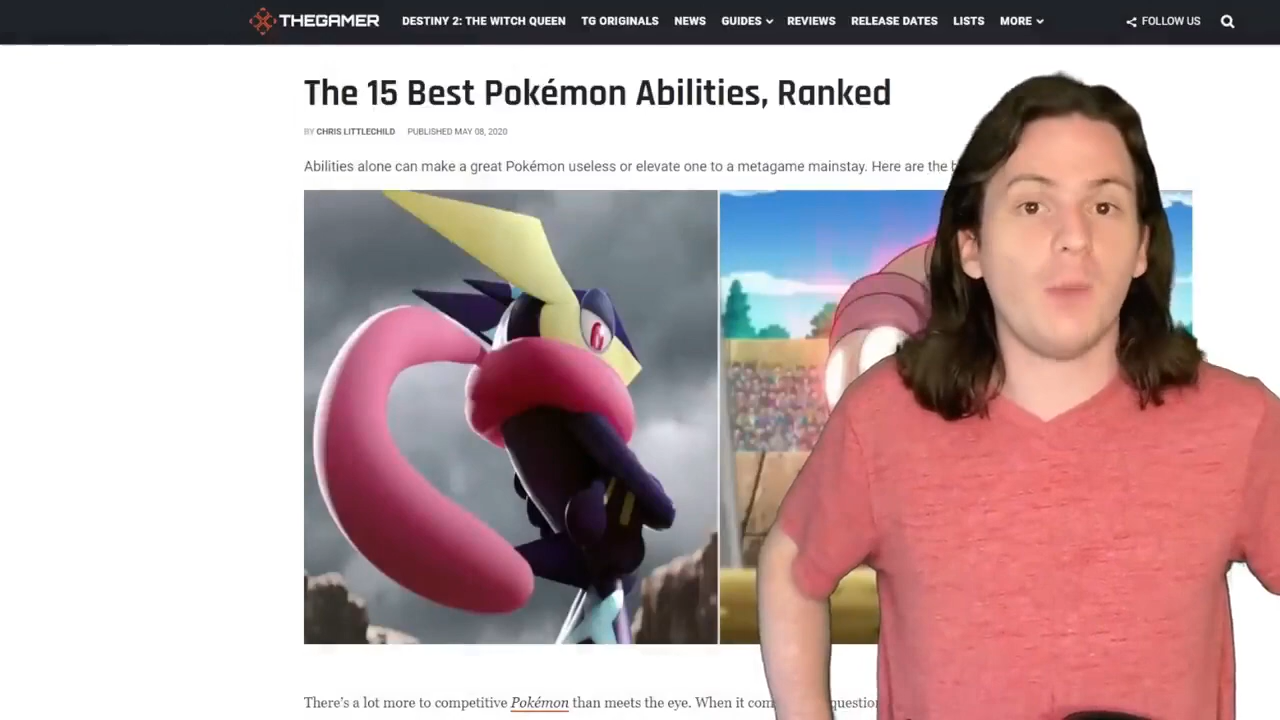 THEGAMER DESTINY 2: THE WITCH QUEEN TG ORIGINALS NEWS GUIDES REVIEWS RELEASE DATES LISTS MORE FOLLOW US
The 15 Best Pokémon Abilities, Ranked
BY CHRIS LITTLECHILD PUBLISHED MAY 08, 2020
Abilities alone can make a great Pokémon useless or elevate one to a metagame mainstay. Here are the
There's a lot more to competitive Pokémon than meets the eye. When it